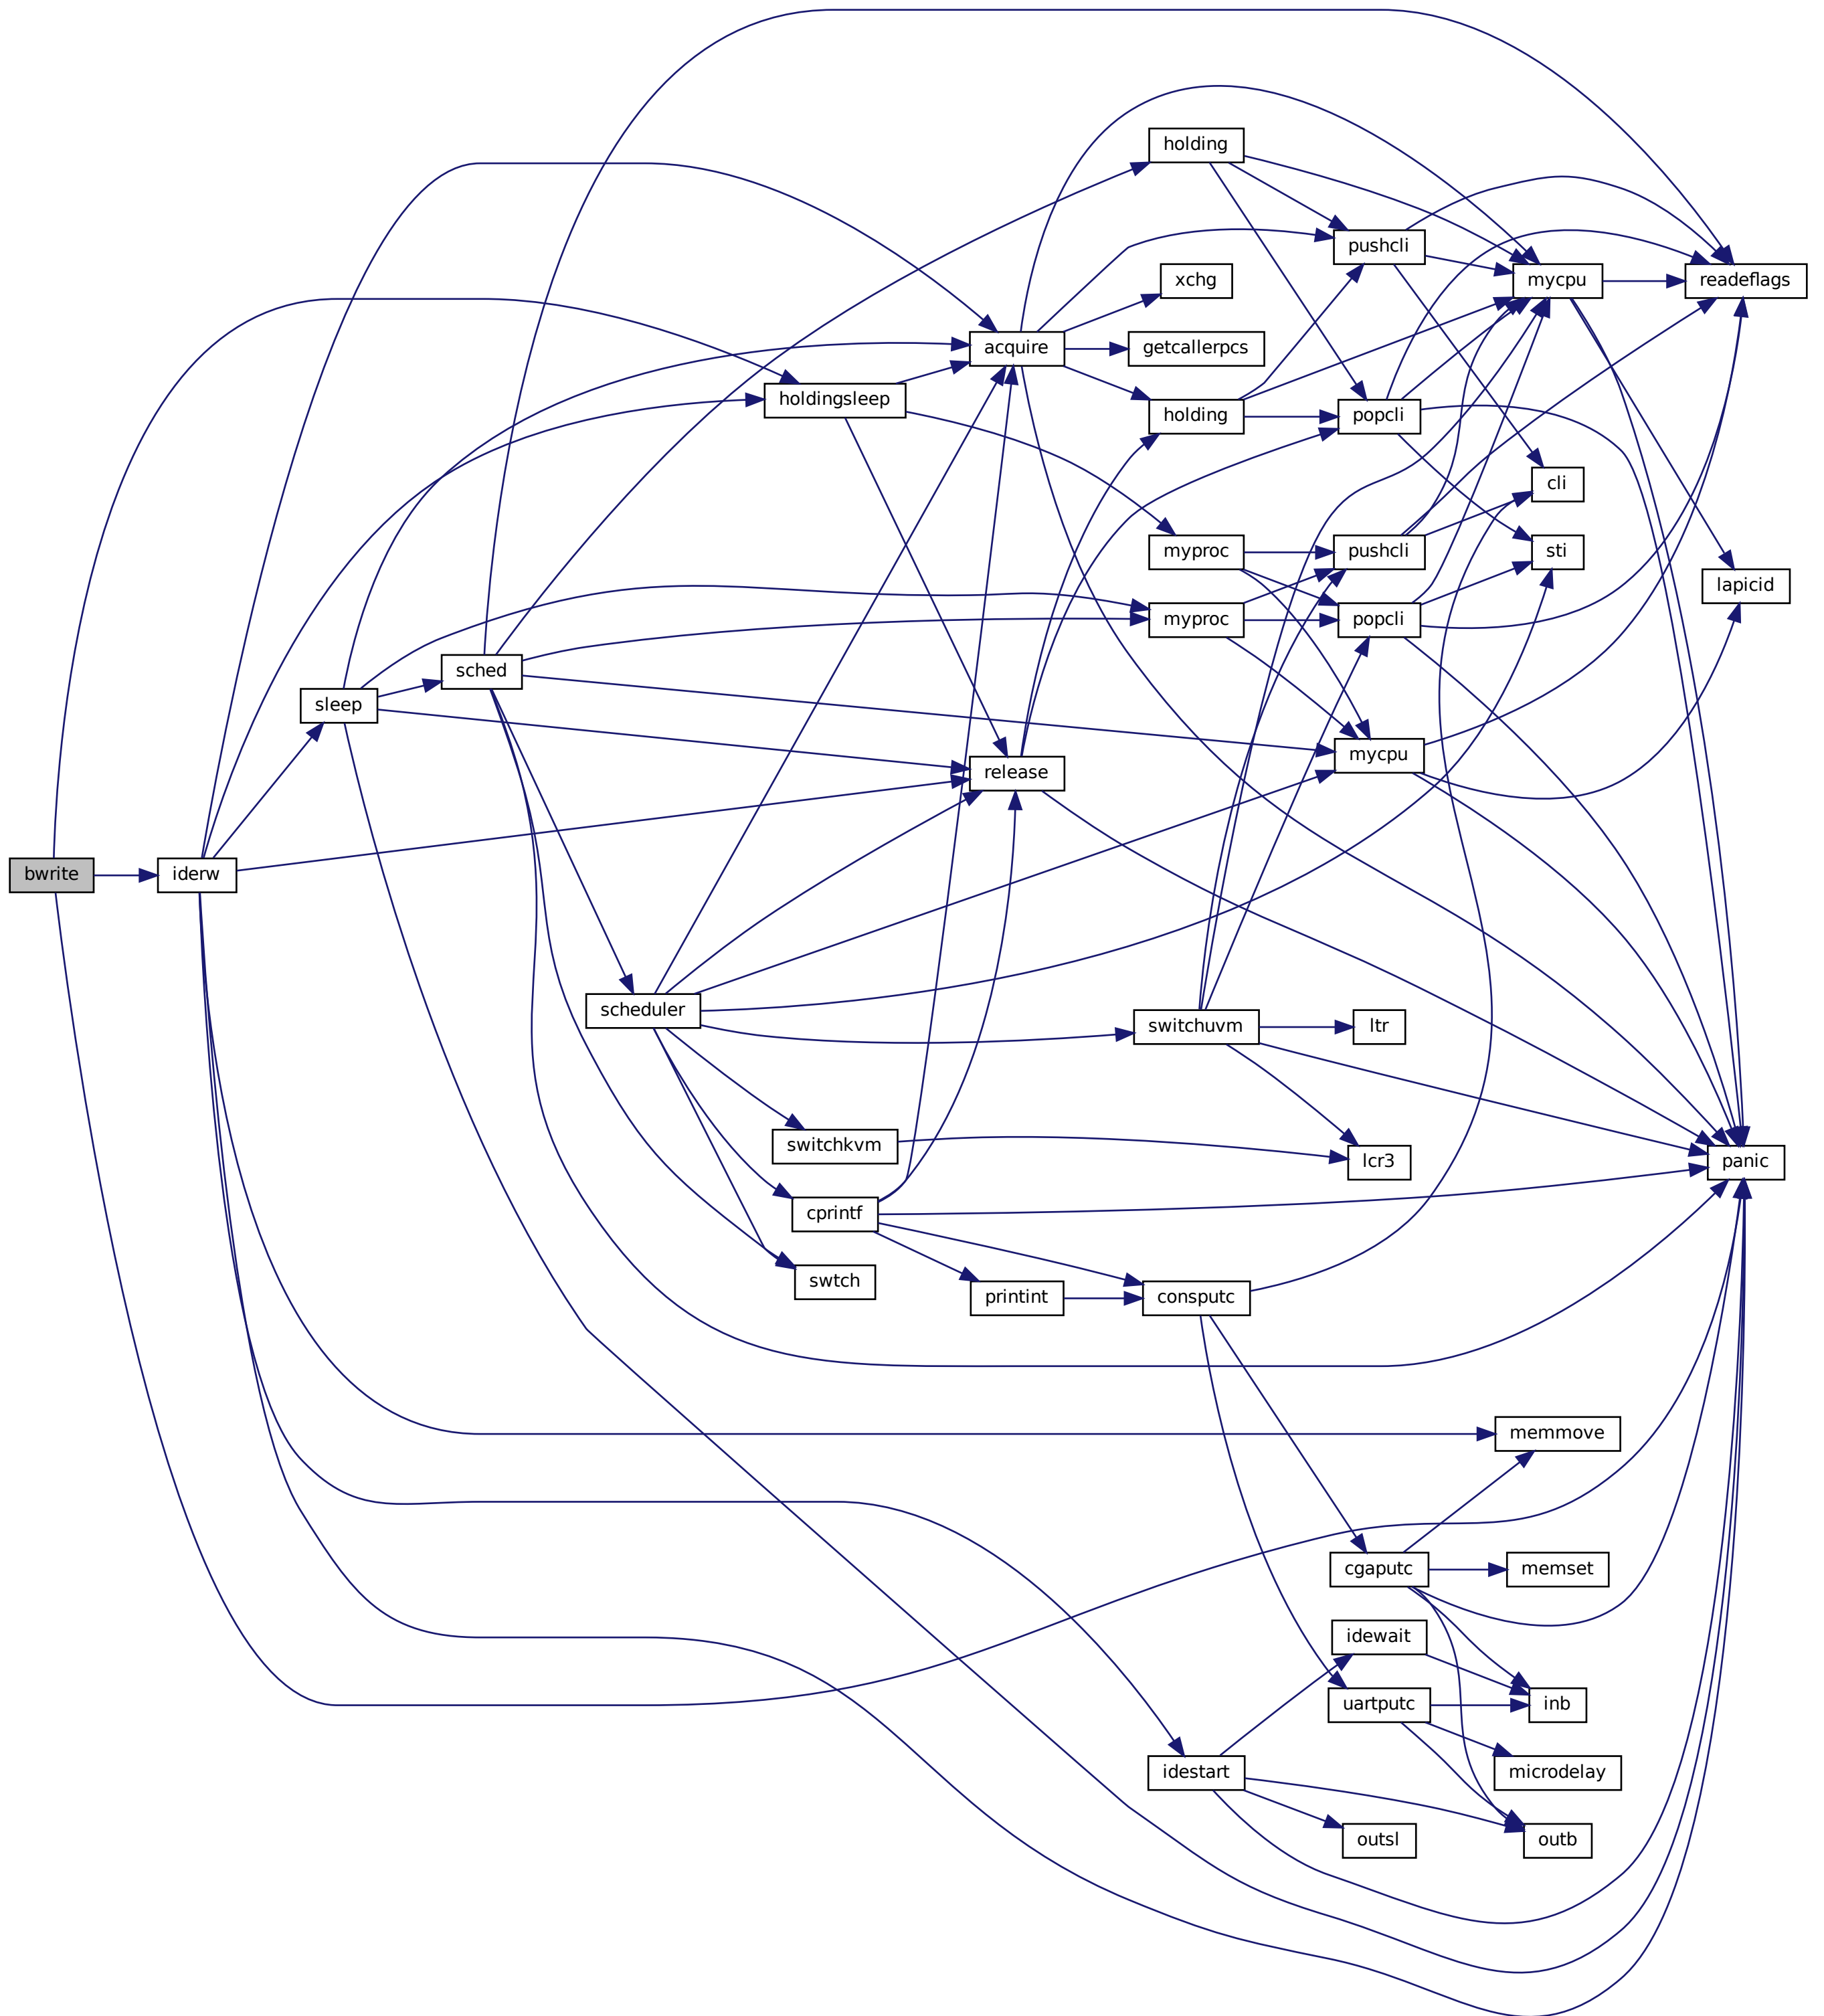 bwrite
iderw
sleep
sched
scheduler
holdingsleep
switchkvm
cprintf
swtch
acquire
release
printint
holding
xchg
getcallerpcs
holding
myproc
myproc
switchuvm
consputc
idestart
pushcli
popcli
pushcli
popcli
mycpu
ltr
lcr3
cgaputc
idewait
uartputc
outsl
mycpu
cli
sti
memmove
memset
inb
microdelay
outb
readeflags
lapicid
panic